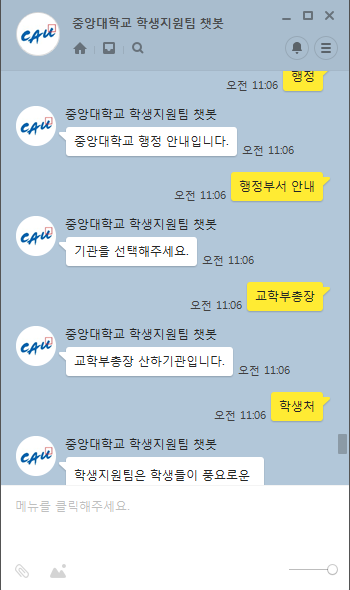 중앙대학교 학생지원팀 챗봇
행정
오전 11:06
CAU
중앙대학교 학생지원팀 챗봇
중앙대학교 행정 안내입니다.
오전 11:06
행정부서 안내
오전 11:06
CAU
중앙대학교 학생지원팀 챗봇
기관을 선택해주세요.
오전 11:06
교학부총장
오전 11:06
CAU
중앙대학교 학생지원팀 챗봇
교학부총장 산하기관입니다.
오전 11:06
학생처
오전 11:06
CAU
중앙대학교 학생지원팀 챗봇
학생지원팀은 학생들이 풍요로운
메뉴를 클릭해주세요.